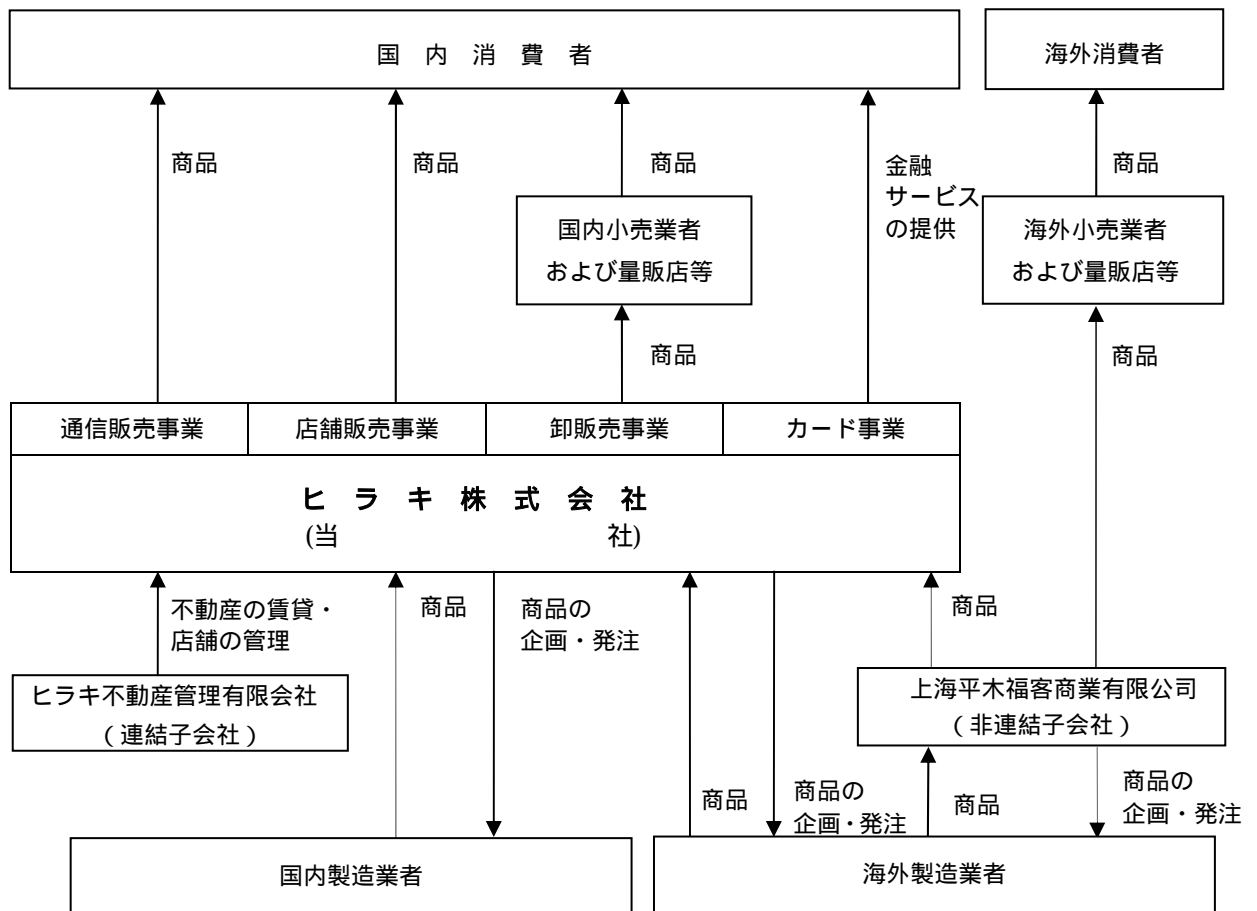 国内消費者
海外消費者
商品
商品
商品
金融
サービス
の提供
商品
国内小売業者
および量販店等
海外小売業者
および量販店等
商品
商品
通信販売事業
店舗販売事業
卸販売事業
カード事業
ヒラキ株式会社
(当 社)
不動産の賃貸・
店舗の管理
商品
商品の
企画・発注
商品
ヒラキ不動産管理有限会社
(連結子会社)
上海平木福客商業有限公司
(非連結子会社)
商品
商品の
企画・発注
商品
商品の
企画・発注
国内製造業者
海外製造業者